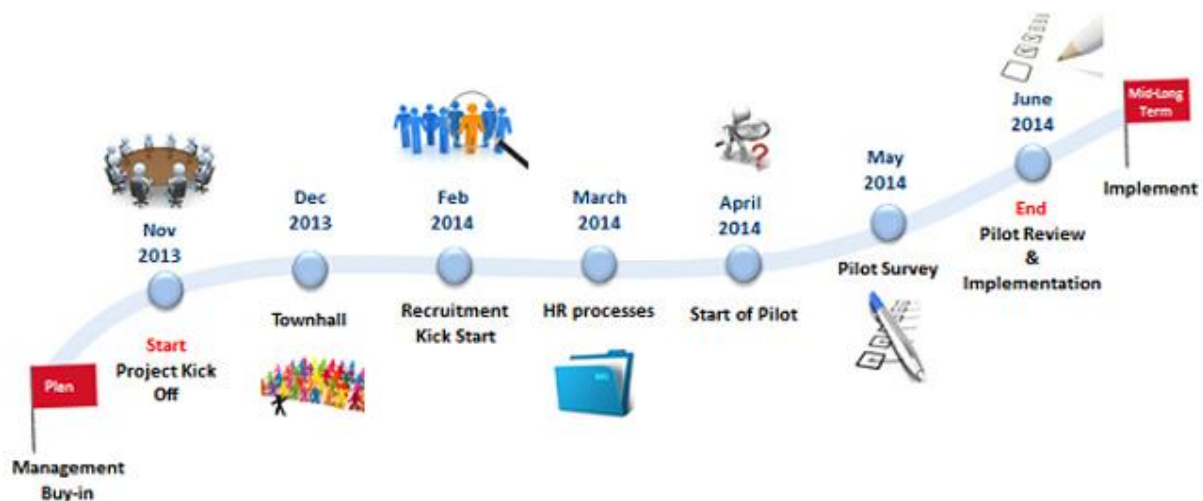 Plan
Management
Buy-in
Nov
2013
Start
Project Kick
Off
Dec
2013
Townhall
Feb
2014
Recruitment
Kick Start
March
2014
HR processes
April
2014
?
Start of Pilot
May
2014
Pilot Survey
June
2014
End
Pilot Review
&
Implementation
Mid-Long
Term
Implement